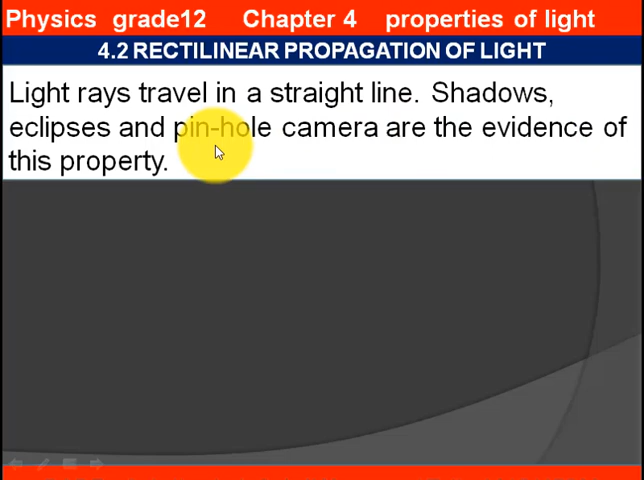 Physics grade12 Chapter 4 properties of light
4.2 RECTILINEAR PROPAGATION OF LIGHT
Light rays travel in a straight line. Shadows,
eclipses and pin-hole camera are the evidence of
this property.